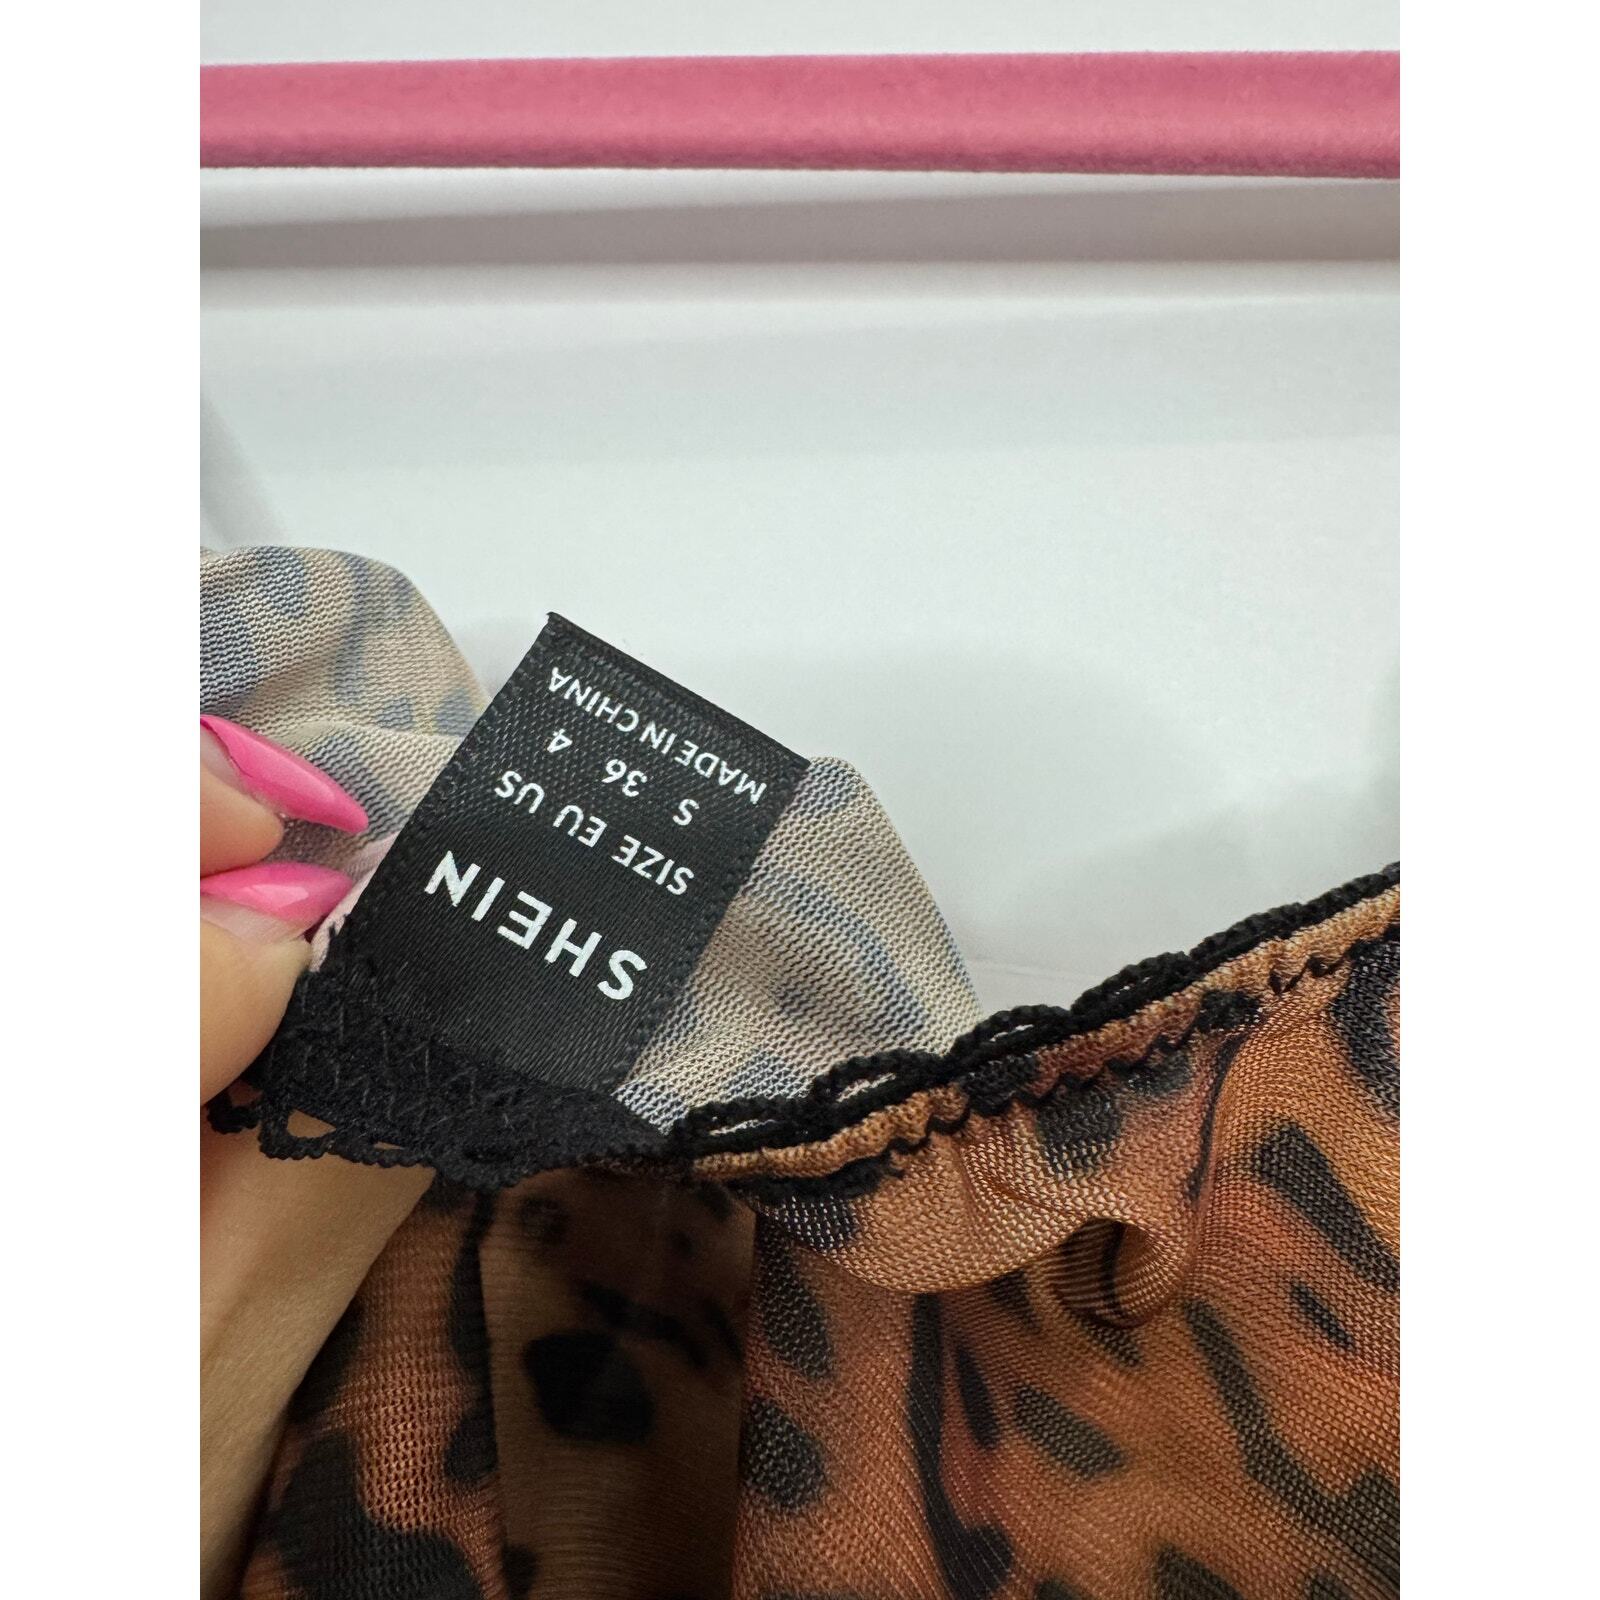 SHEIN
SIZE EU US
S 36 4
MADE IN CHINA